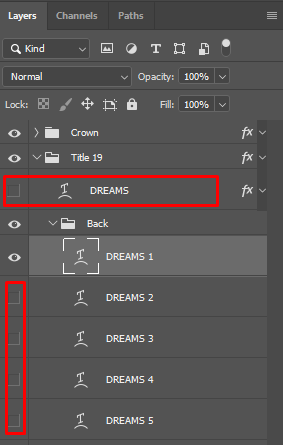 Layers Channels Paths
Kind
Normal Opacity: 100%
Lock: Fill: 100%
Crown fx
Title 19
DREAMS fx
Back
DREAMS 1
DREAMS 2
DREAMS 3
DREAMS 4
DREAMS 5